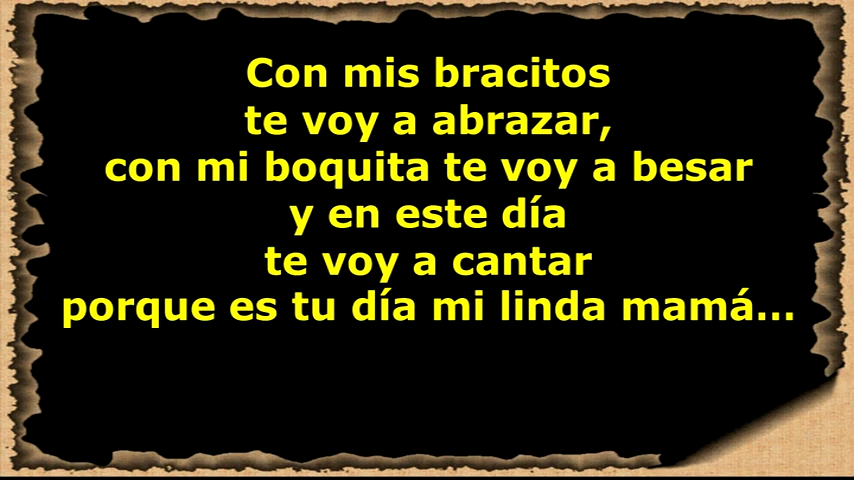 Con mis bracitos
te voy a abrazar,
con mi boquita te voy a besar
y en este día
te voy a cantar
porque es tu día mi linda mamá...